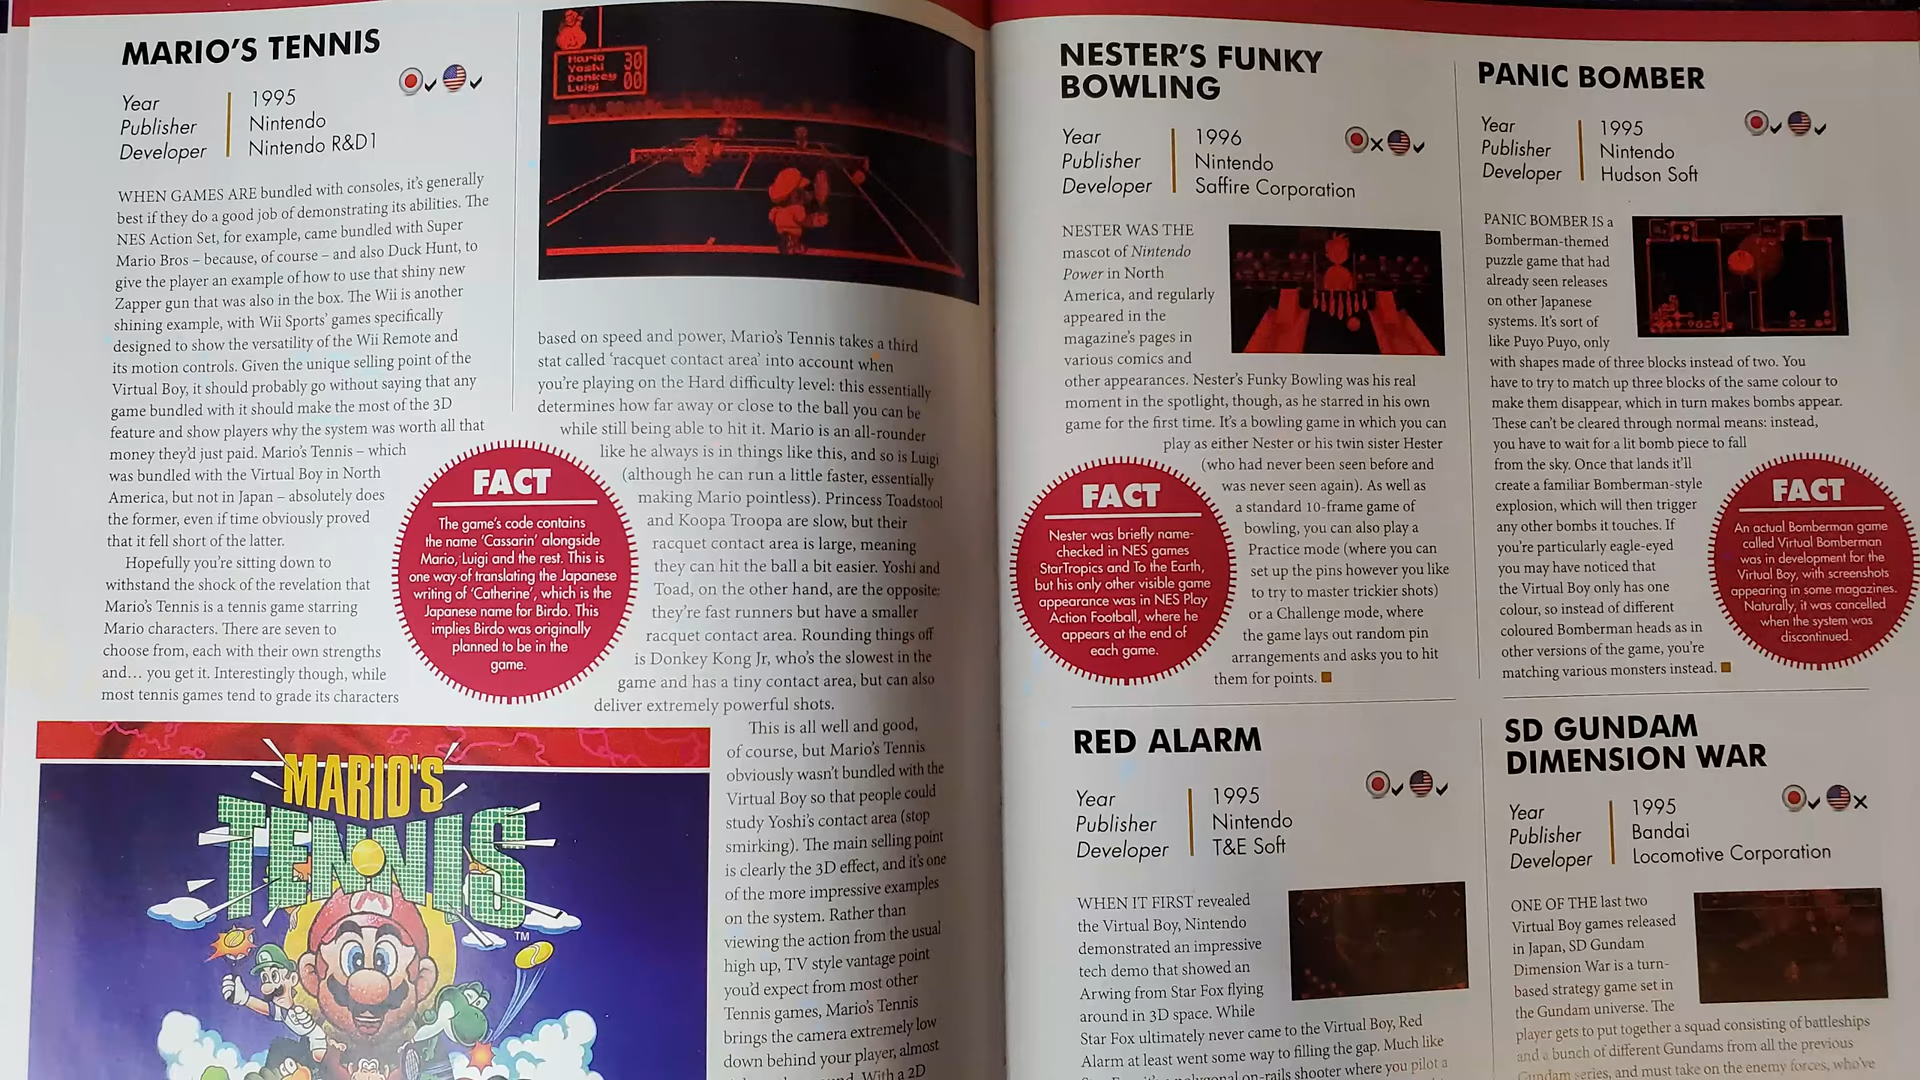 MARIO'S TENNIS
Year 1995
Publisher Nintendo
Developer Nintendo R&D1
WHEN GAMES ARE bundled with consoles, it's generally
best if they do a good job of demonstrating its abilities. The
NES Action Set, for example, came bundled with Super
Mario Bros – because, of course – and also Duck Hunt, to
give the player an example of how to use that shiny new
Zapper gun that was also in the box. The Wii is another
shining example, with Wii Sports' games specifically
designed to show the versatility of the Wii Remote and
its motion controls. Given the unique selling point of the
Virtual Boy, it should probably go without saying that any
game bundled with it should make the most of the 3D
feature and show players why the system was worth all that
money they'd just paid. Mario's Tennis – which
was bundled with the Virtual Boy in North
America, but not in Japan – absolutely does
the former, even if time obviously proved
that it fell short of the latter.
Hopefully you're sitting down to
withstand the shock of the revelation that
Mario's Tennis is a tennis game starring
Mario characters. There are seven to
choose from, each with their own strengths
and... you get it. Interestingly though, while
most tennis games tend to grade its characters
FACT
The game's code contains
the name 'Cassarin' alongside
Mario, Luigi and the rest. This is
one way of translating the Japanese
writing of 'Catherine', which is the
Japanese name for Birdo. This
implies Birdo was originally
planned to be in the
game.
MARIO'S
TENNIS
TM
Mario 30
Yoshi
Donkey 00
Luigi
based on speed and power, Mario's Tennis takes a third
stat called 'racquet contact area' into account when
you're playing on the Hard difficulty level: this essentially
determines how far away or close to the ball you can be
while still being able to hit it. Mario is an all-rounder
like he always is in things like this, and so is Luigi
(although he can run a little faster, essentially
making Mario pointless). Princess Toadstool
and Koopa Troopa are slow, but their
racquet contact area is large, meaning
they can hit the ball a bit easier. Yoshi and
Toad, on the other hand, are the opposite:
they're fast runners but have a smaller
racquet contact area. Rounding things off
is Donkey Kong Jr, who's the slowest in the
game and has a tiny contact area, but can also
deliver extremely powerful shots.
This is all well and good,
of course, but Mario's Tennis
obviously wasn't bundled with the
Virtual Boy so that people could
study Yoshi's contact area (stop
smirking). The main selling point
is clearly the 3D effect, and it's one
of the more impressive examples
on the system. Rather than
viewing the action from the usual
high up, TV style vantage point
you'd expect from most other
Tennis games, Mario's Tennis
brings the camera extremely low
down behind your player, almost
With a 2D
NESTER'S FUNKY
BOWLING
Year 1996
Publisher Nintendo
Developer Saffire Corporation
NESTER WAS THE
mascot of Nintendo
Power in North
America, and regularly
appeared in the
magazine's pages in
various comics and
other appearances. Nester's Funky Bowling was his real
moment in the spotlight, though, as he starred in his own
game for the first time. It's a bowling game in which you can
play as either Nester or his twin sister Hester
(who had never been seen before and
was never seen again). As well as
a standard 10-frame game of
bowling, you can also play a
Practice mode (where you can
set up the pins however you like
to try to master trickier shots)
or a Challenge mode, where
the game lays out random pin
arrangements and asks you to hit
them for points.
FACT
Nester was briefly name-
checked in NES games
StarTropics and To the Earth,
but his only other visible game
appearance was in NES Play
Action Football, where he
appears at the end of
each game.
RED ALARM
Year 1995
Publisher Nintendo
Developer T&E Soft
WHEN IT FIRST revealed
the Virtual Boy, Nintendo
demonstrated an impressive
tech demo that showed an
Arwing from Star Fox flying
around in 3D space. While
Star Fox ultimately never came to the Virtual Boy, Red
Alarm at least went some way to filling the gap. Much like
polygonal on-rails shooter where you pilot a
PANIC BOMBER
Year 1995
Publisher Nintendo
Developer Hudson Soft
PANIC BOMBER IS a
Bomberman-themed
puzzle game that had
already seen releases
on other Japanese
systems. It's sort of
like Puyo Puyo, only
with shapes made of three blocks instead of two. You
have to try to match up three blocks of the same colour to
make them disappear, which in turn makes bombs appear.
These can't be cleared through normal means: instead,
you have to wait for a lit bomb piece to fall
from the sky. Once that lands it'll
create a familiar Bomberman-style
explosion, which will then trigger
any other bombs it touches. If
you're particularly eagle-eyed
you may have noticed that
the Virtual Boy only has one
colour, so instead of different
coloured Bomberman heads as in
other versions of the game, you're
matching various monsters instead.
FACT
An actual Bomberman game
called Virtual Bomberman
was in development for the
Virtual Boy, with screenshots
appearing in some magazines.
Naturally, it was cancelled
when the system was
discontinued.
SD GUNDAM
DIMENSION WAR
Year 1995
Publisher Bandai
Developer Locomotive Corporation
ONE OF THE last two
Virtual Boy games released
in Japan, SD Gundam
Dimension War is a turn-
based strategy game set in
the Gundam universe. The
player gets to put together a squad consisting of battleships
and a bunch of different Gundams from all the previous
Gundam series, and must take on the enemy forces, who've